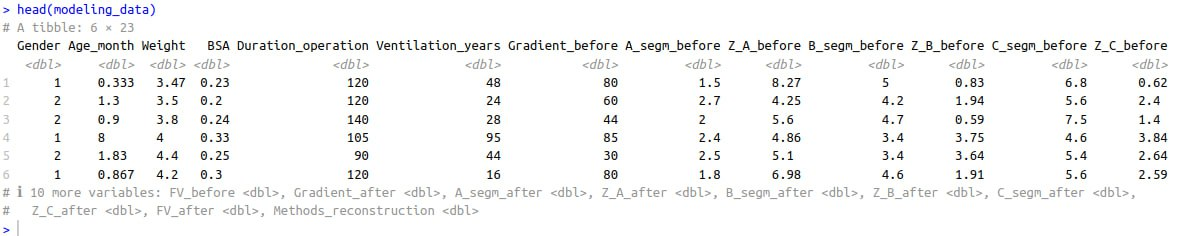 > head(modeling_data)
# A tibble: 6 × 23
Gender Age_month Weight BSA Duration_operation Ventilation_years Gradient_before A_segm_before Z_A_before B_segm_before Z_B_before C_segm_before Z_C_before
<dbl> <dbl> <dbl> <dbl> <dbl> <dbl> <dbl> <dbl> <dbl> <dbl> <dbl> <dbl> <dbl>
1 1 0.333 3.47 0.23 120 48 80 1.5 8.27 5 0.83 6.8 0.62
2 2 1.3 3.5 0.2 120 24 60 2.7 4.25 4.2 1.94 5.6 2.4
3 2 0.9 3.8 0.24 140 28 44 2 5.6 4.7 0.59 7.5 1.4
4 1 8 4 0.33 105 95 85 2.4 4.86 3.4 3.75 4.6 3.84
5 2 1.83 4.4 0.25 90 44 30 2.5 5.1 3.4 3.64 5.4 2.64
6 1 0.867 4.2 0.3 120 16 80 1.8 6.98 4.6 1.91 5.6 2.59
# ℹ 10 more variables: FV_before <dbl>, Gradient_after <dbl>, A_segm_after <dbl>, Z_A_after <dbl>, B_segm_after <dbl>, Z_B_after <dbl>, C_segm_after <dbl>,
# Z_C_after <dbl>, FV_after <dbl>, Methods_reconstruction <dbl>
>